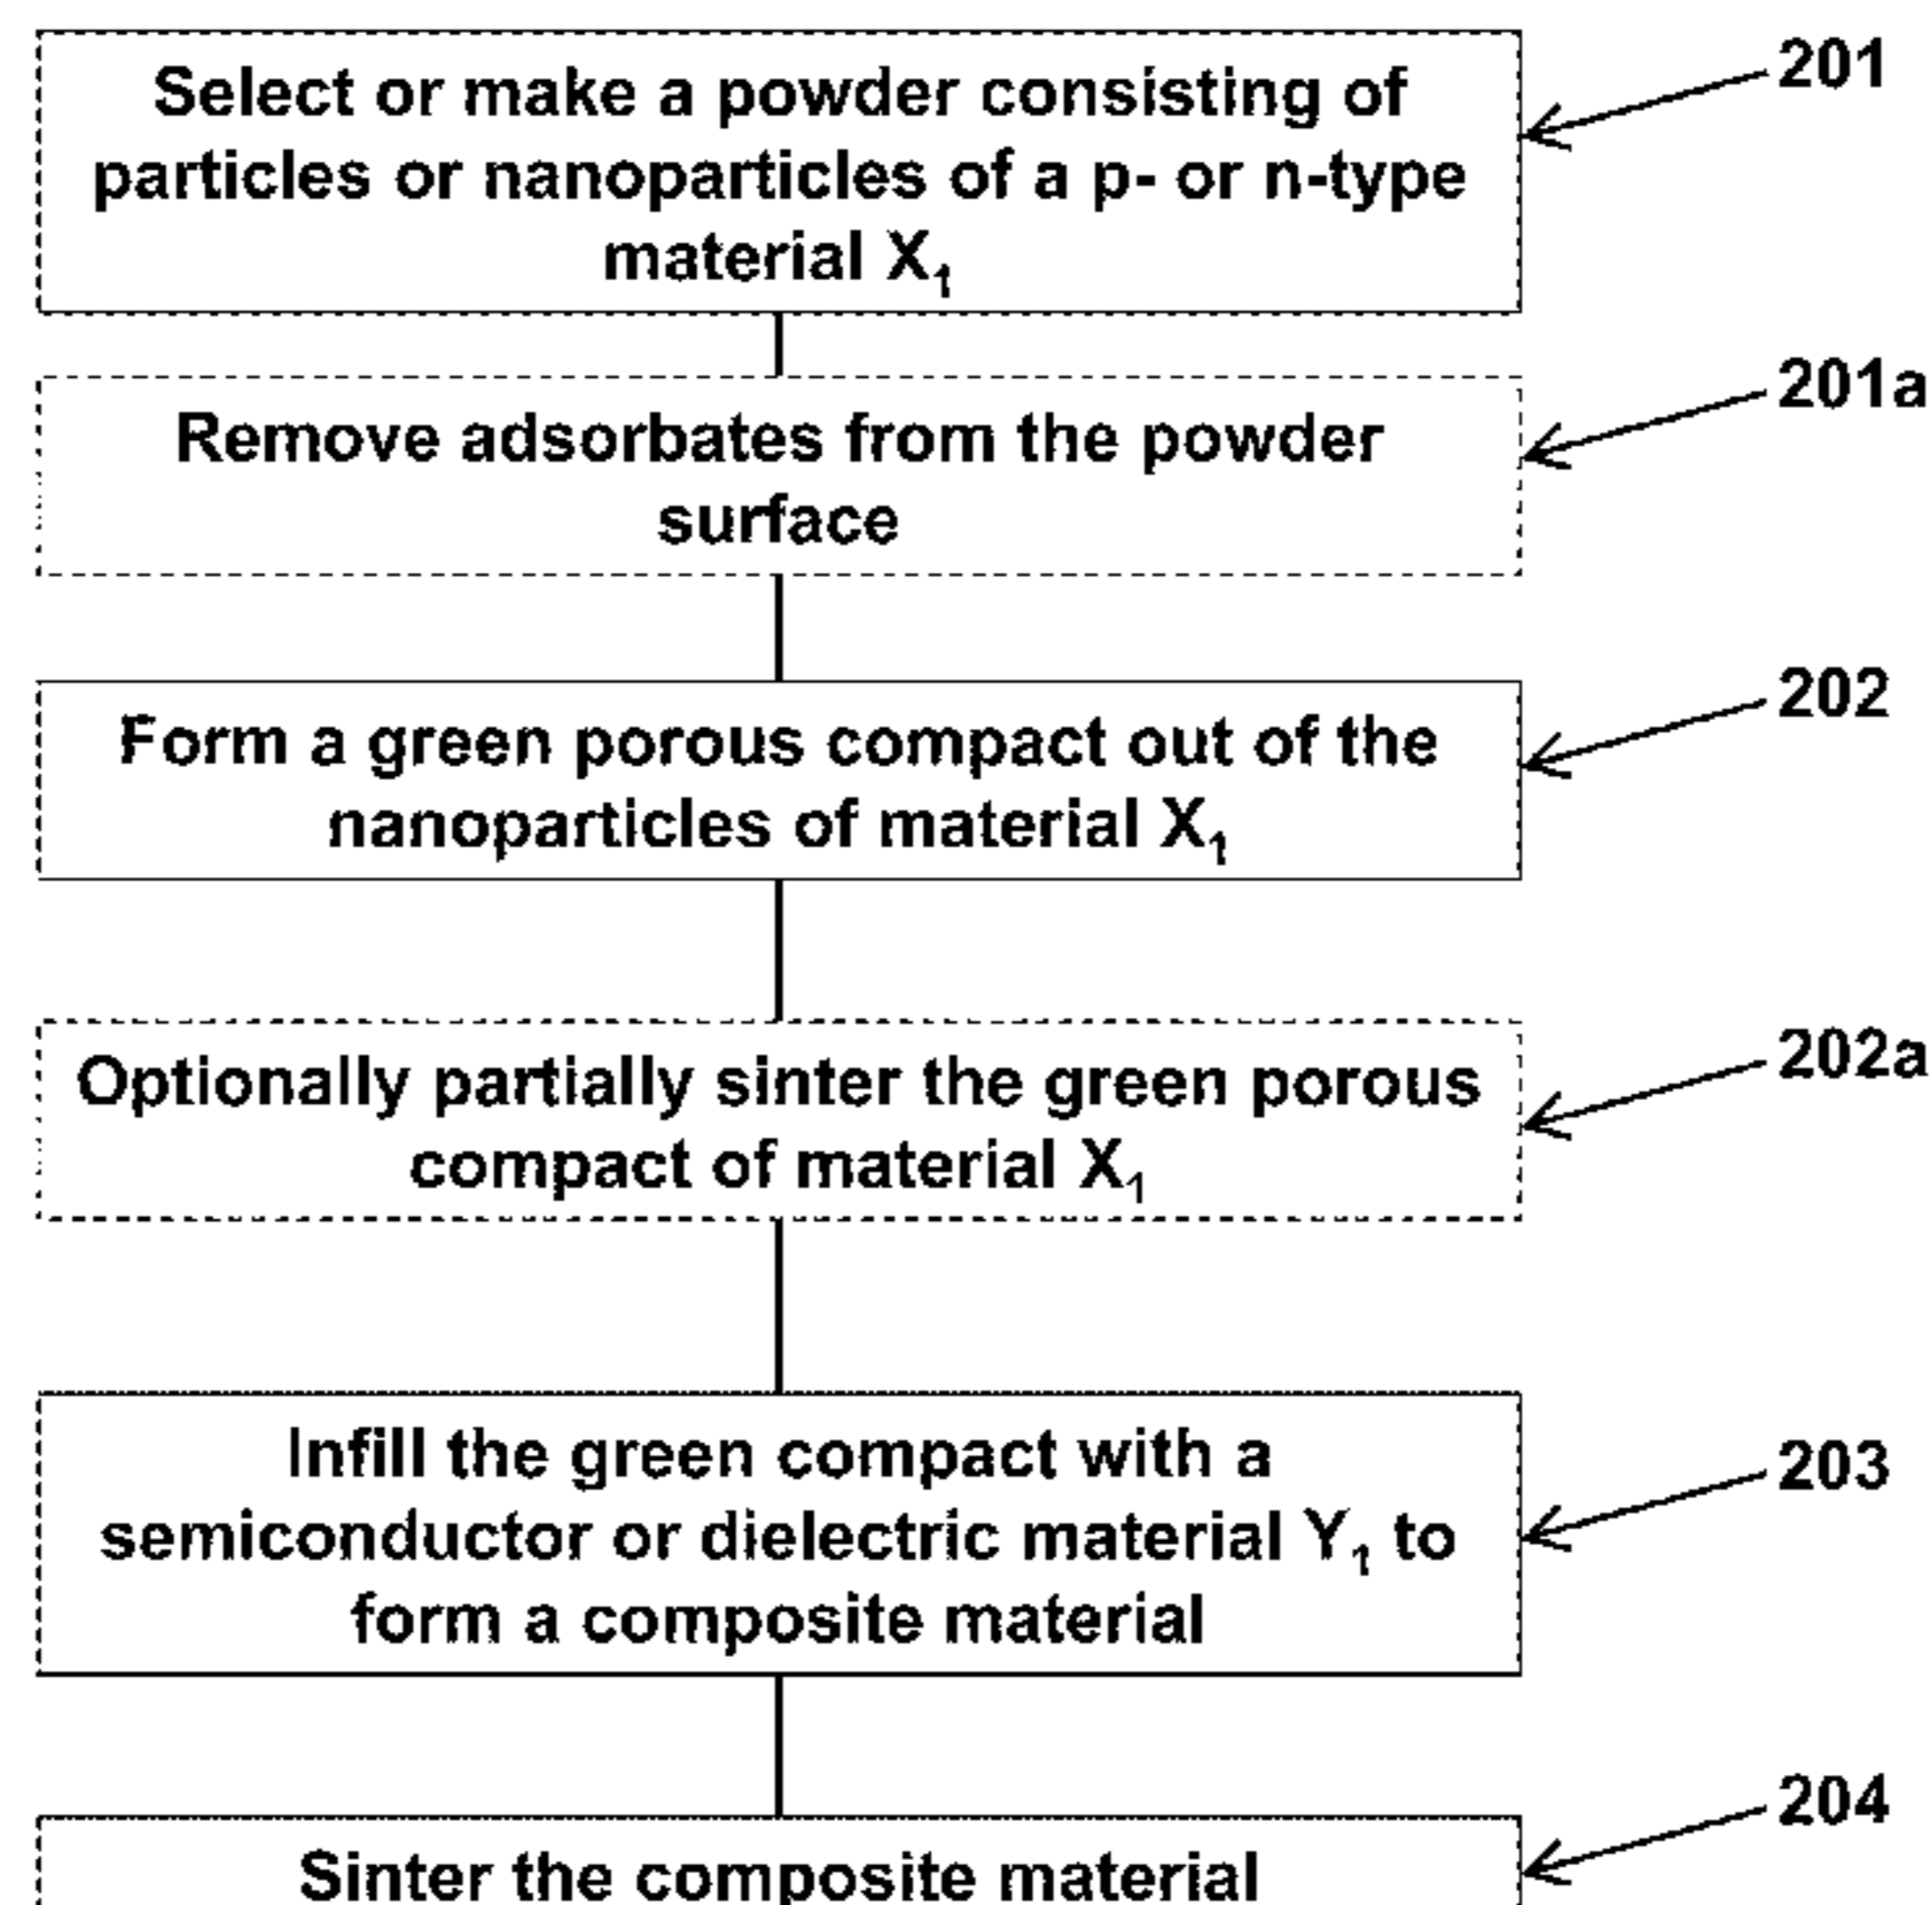 Select or make a powder consisting of
particles or nanoparticles of a p- or n-type
material X₁
201
Remove adsorbates from the powder
surface
201a
Form a green porous compact out of the
nanoparticles of material X₁
202
Optionally partially sinter the green porous
compact of material X₁
202a
Infill the green compact with a
semiconductor or dielectric material Y₁ to
form a composite material
203
Sinter the composite material
204